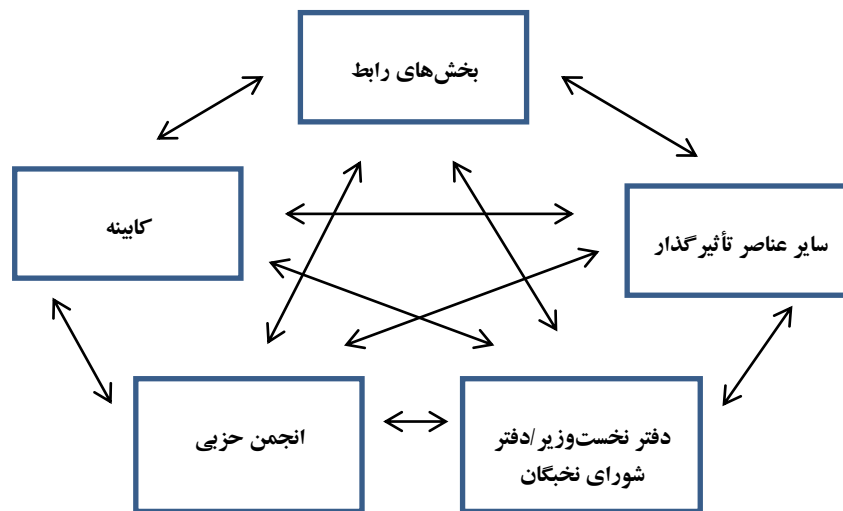 بخش‌های رابط
کابینه
سایر عناصر تأثیرگذار
انجمن حزبی
دفتر نخست‌وزیر/دفتر
شورای نخبگان